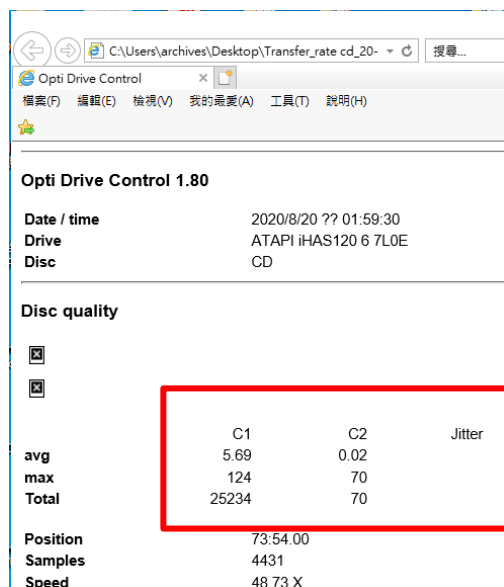 C:\Users\archives\Desktop\Transfer_rate cd_20- 搜尋...
Opti Drive Control
檔案(F) 編輯(E) 檢視(V) 我的最愛(A) 工具(T) 說明(H)
Opti Drive Control 1.80
Date / time 2020/8/20 ?? 01:59:30
Drive ATAPI iHAS120 6 7L0E
Disc CD
Disc quality
C1 C2 Jitter
avg 5.69 0.02
max 124 70
Total 25234 70
Position 73:54.00
Samples 4431
Speed 48.73 X